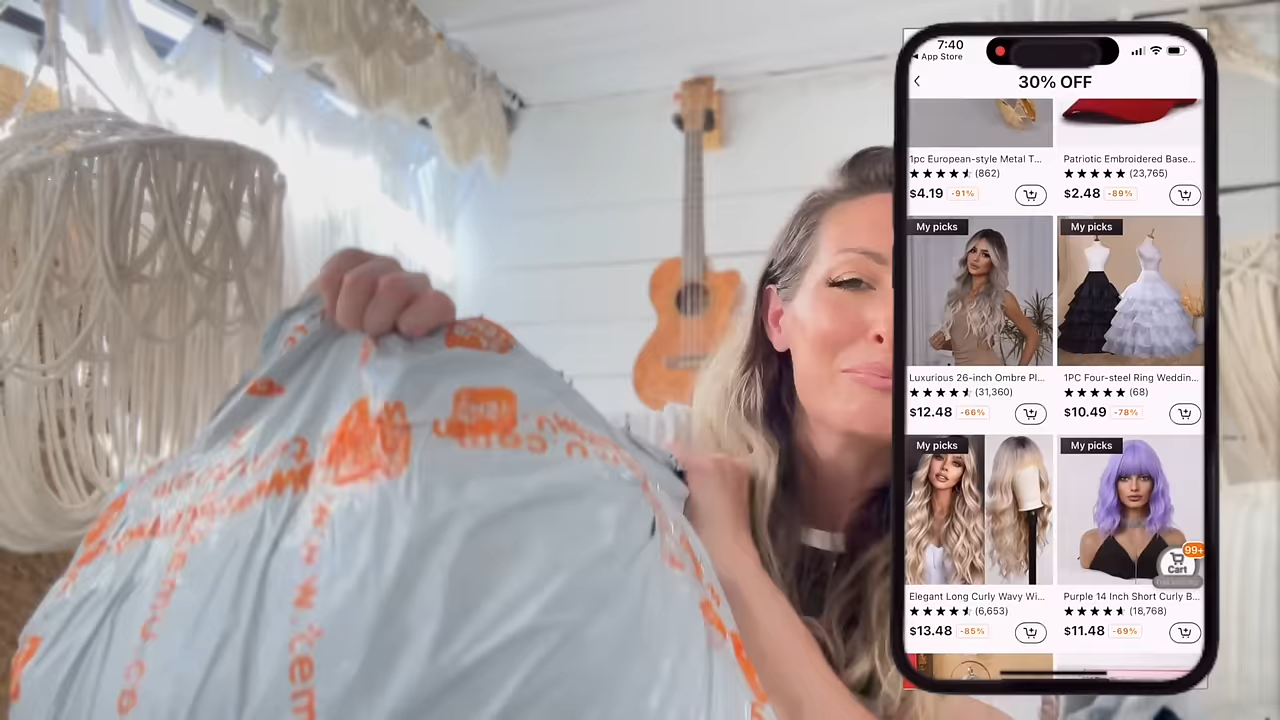 7:40
App Store
30% OFF
1pc European-style Metal T...
(862)
$4.19 -91%
Patriotic Embroidered Base...
(23,765)
$2.48 -89%
My picks
Luxurious 26-inch Ombre Pl...
(31,360)
$12.48 -66%
My picks
1PC Four-steel Ring Weddin...
(68)
$10.49 -78%
My picks
Elegant Long Curly Wavy Wi...
(6,653)
$13.48 -85%
My picks
Purple 14 Inch Short Curly B...
(18,768)
$11.48 -69%
99+
Cart